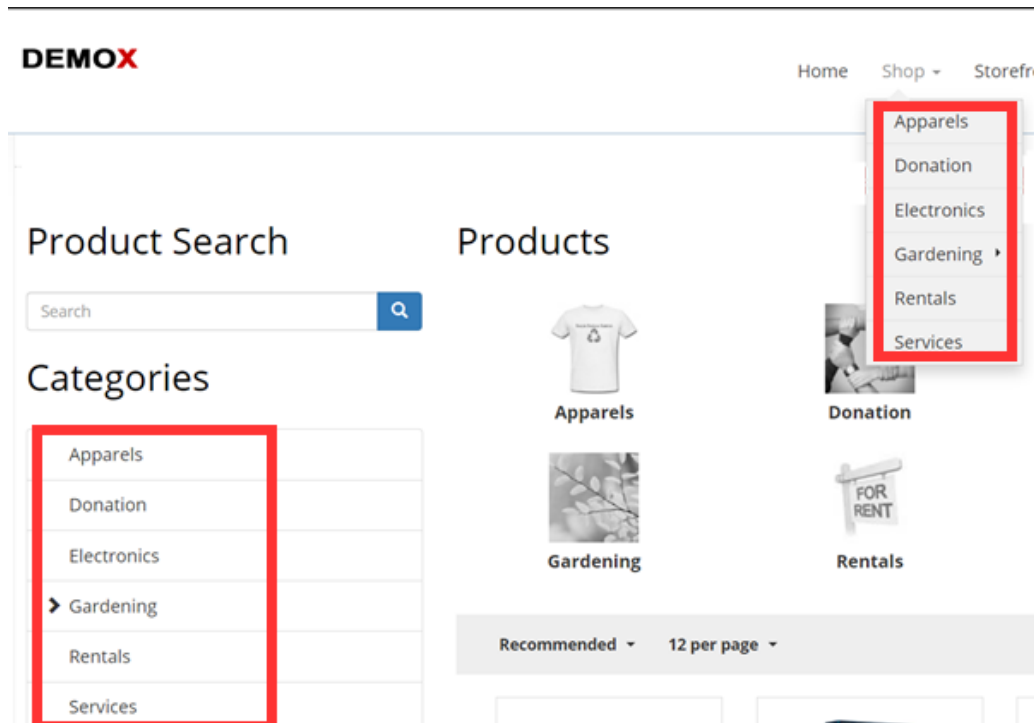 DEMOX
Home Shop Storefr
Apparels
Donation
Electronics
Gardening
Rentals
Services
Product Search
Search
Categories
Apparels
Donation
Electronics
Gardening
Rentals
Services
Products
Apparels
Donation
Gardening
FOR
RENT
Rentals
Recommended 12 per page